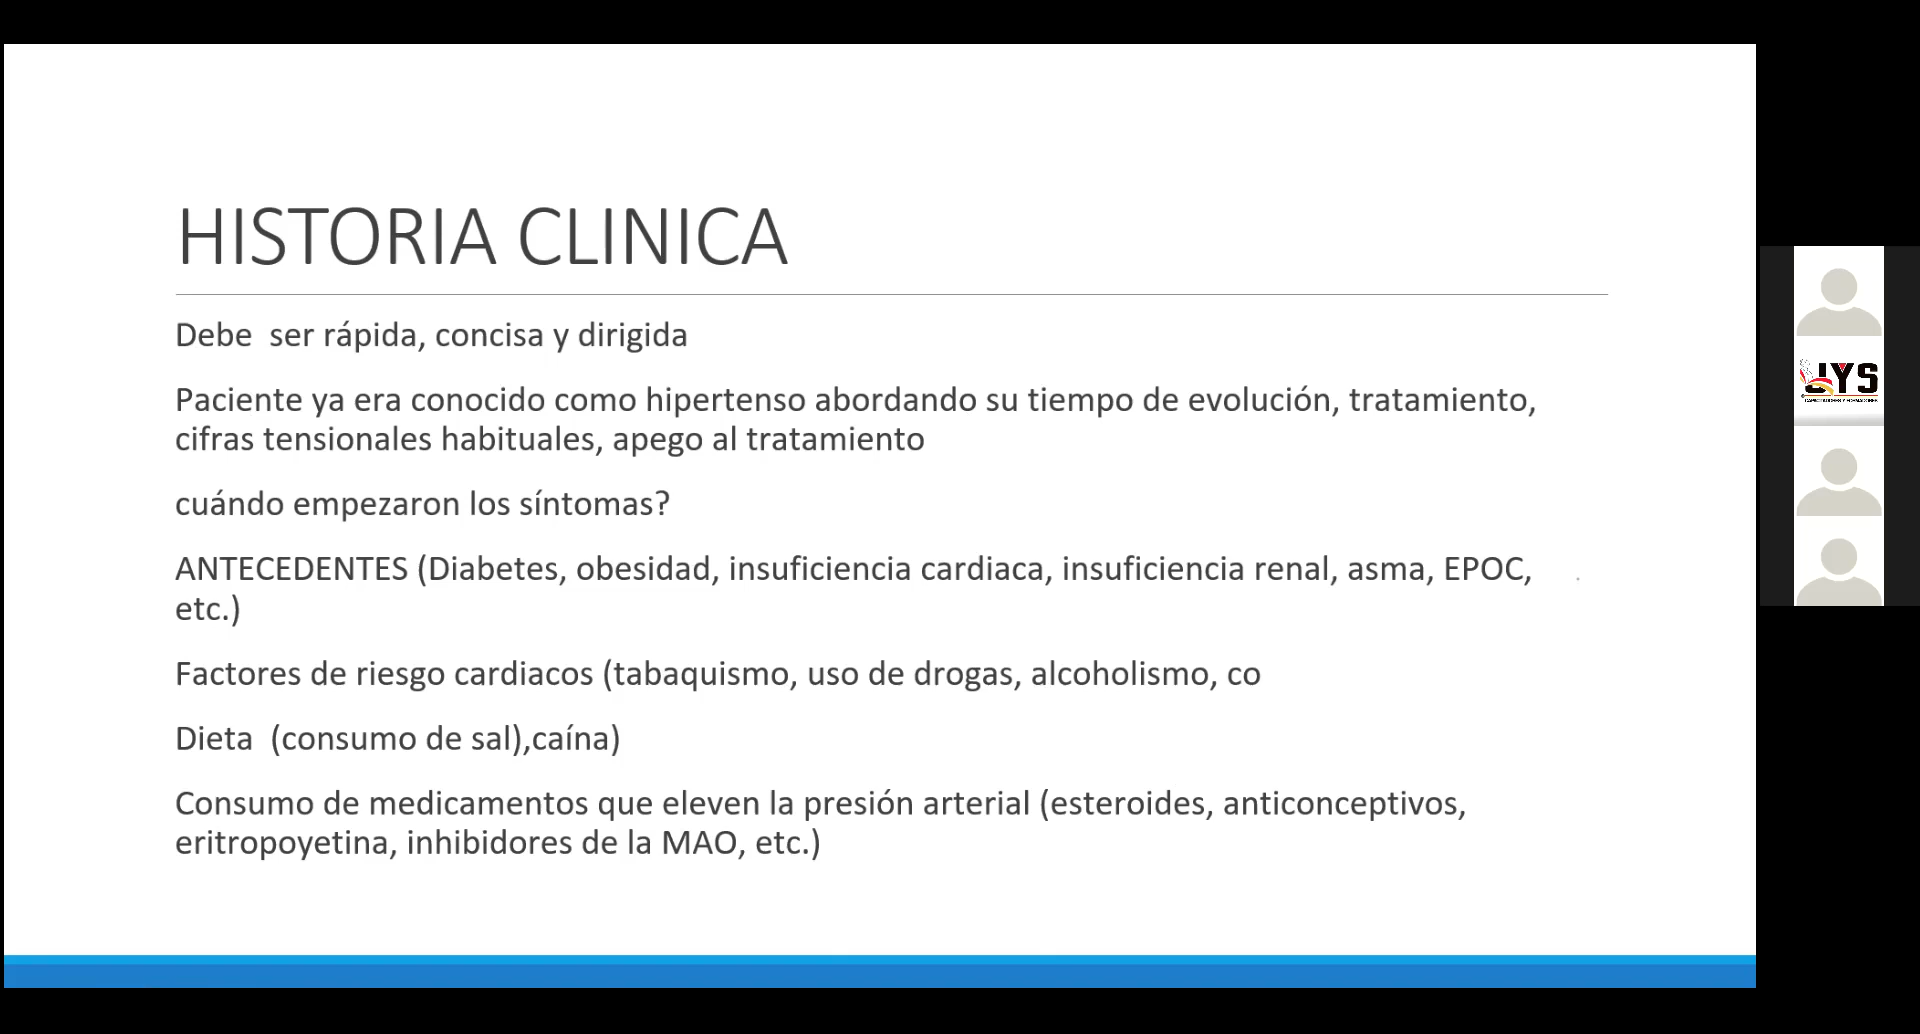 HISTORIA CLINICA
Debe  ser rápida, concisa y dirigida
Paciente ya era conocido como hipertenso abordando su tiempo de evolución, tratamiento,
cifras tensionales habituales, apego al tratamiento
cuándo empezaron los síntomas?
ANTECEDENTES (Diabetes, obesidad, insuficiencia cardiaca, insuficiencia renal, asma, EPOC,
etc.)
Factores de riesgo cardiacos (tabaquismo, uso de drogas, alcoholismo, co
Dieta  (consumo de sal),caína)
Consumo de medicamentos que eleven la presión arterial (esteroides, anticonceptivos,
eritropoyetina, inhibidores de la MAO, etc.)
JYS